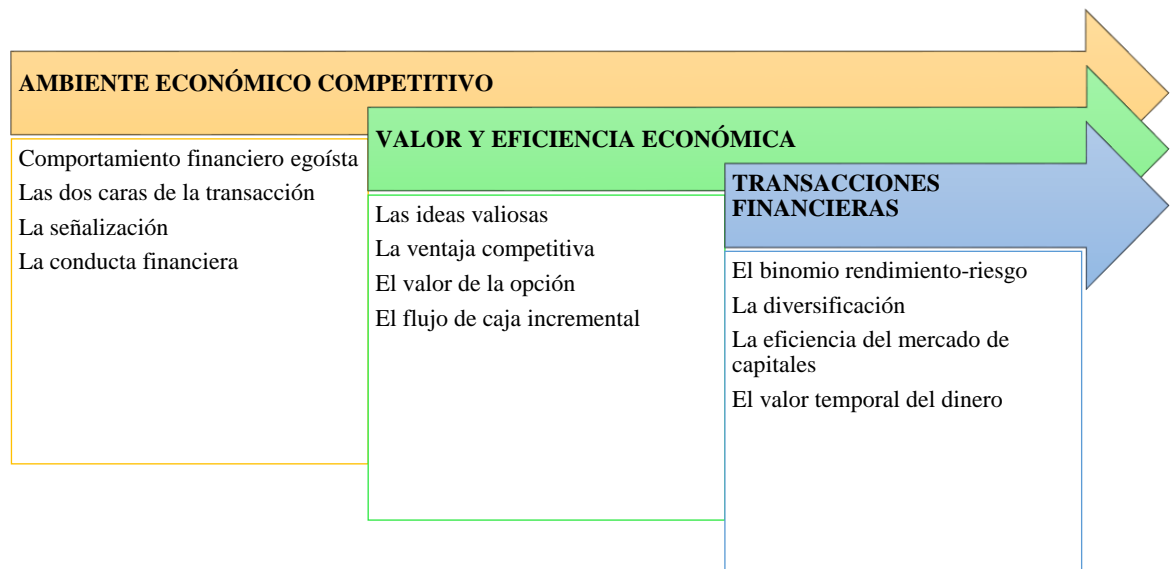 AMBIENTE ECONÓMICO COMPETITIVO
Comportamiento financiero egoísta
Las dos caras de la transacción
La señalización
La conducta financiera
VALOR Y EFICIENCIA ECONÓMICA
Las ideas valiosas
La ventaja competitiva
El valor de la opción
El flujo de caja incremental
TRANSACCIONES
FINANCIERAS
El binomio rendimiento-riesgo
La diversificación
La eficiencia del mercado de
capitales
El valor temporal del dinero